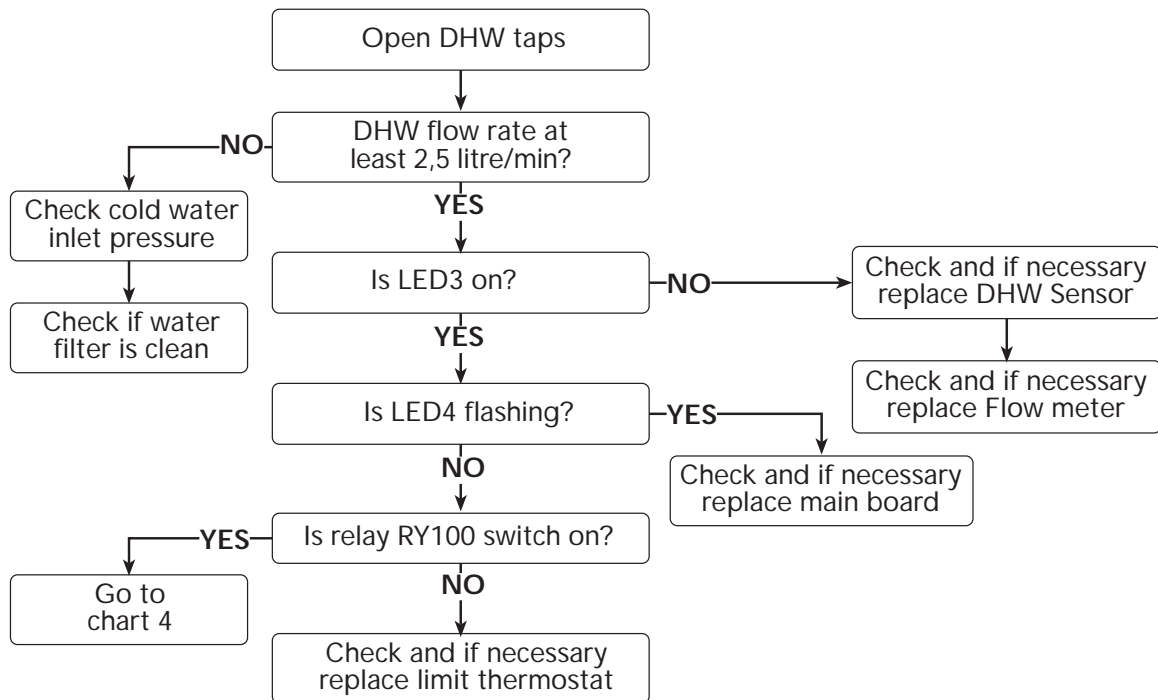 Open DHW taps
DHW flow rate at
least 2,5 litre/min?
NO
YES
Check cold water
inlet pressure
Check if water
filter is clean
Is LED3 on?
NO
Check and if necessary
replace DHW Sensor
Check and if necessary
replace Flow meter
YES
Is LED4 flashing?
YES
Check and if necessary
replace main board
NO
Is relay RY100 switch on?
YES
Go to
chart 4
NO
Check and if necessary
replace limit thermostat